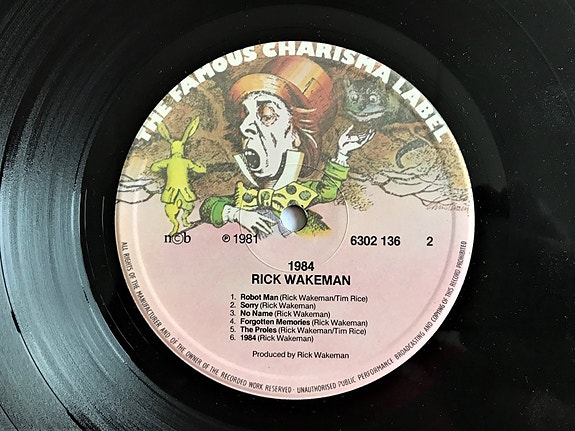 THE FAMOUS CHARISMA LABEL
n©b ℗ 1981 6302 136 2
1984
RICK WAKEMAN
1. Robot Man (Rick Wakeman/Tim Rice)
2. Sorry (Rick Wakeman)
3. No Name (Rick Wakeman)
4. Forgotten Memories (Rick Wakeman)
5. The Proles (Rick Wakeman/Tim Rice)
6. 1984 (Rick Wakeman)
Produced by Rick Wakeman
ALL RIGHTS OF THE MANUFACTURER AND OF THE OWNER OF THE RECORDED WORK RESERVED · UNAUTHORISED PUBLIC PERFORMANCE BROADCASTING AND COPYING OF THIS RECORD PROHIBITED